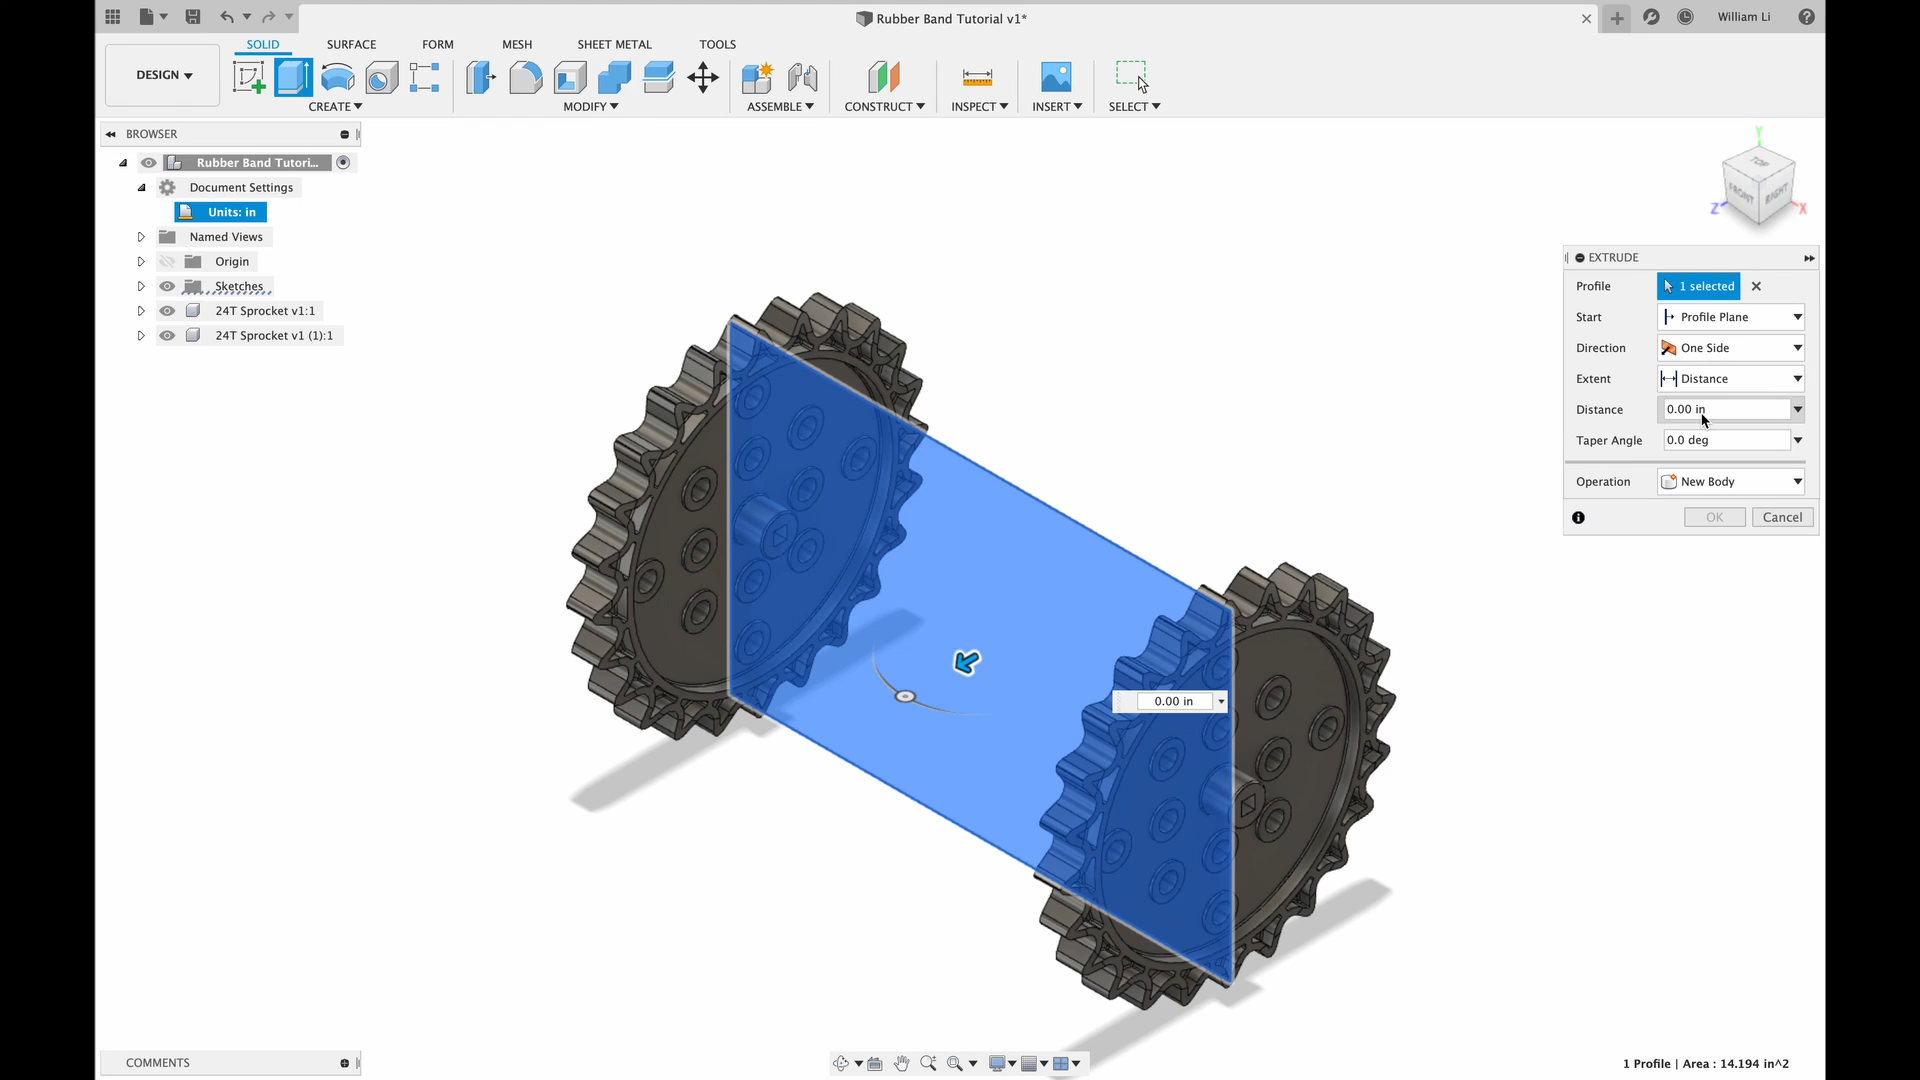 Rubber Band Tutorial v1*
William Li
DESIGN
SOLID
SURFACE
FORM
MESH
SHEET METAL
TOOLS
CREATE
MODIFY
ASSEMBLE
CONSTRUCT
INSPECT
INSERT
SELECT
BROWSER
Rubber Band Tutori...
Document Settings
Units: in
Named Views
Origin
Sketches
24T Sprocket v1:1
24T Sprocket v1 (1):1
Y
TOP
FRONT
RIGHT
Z
X
EXTRUDE
Profile
1 selected
Start
Profile Plane
Direction
One Side
Extent
Distance
Distance
0.00 in
Taper Angle
0.0 deg
Operation
New Body
OK
Cancel
0.00 in
COMMENTS
1 Profile | Area : 14.194 in^2